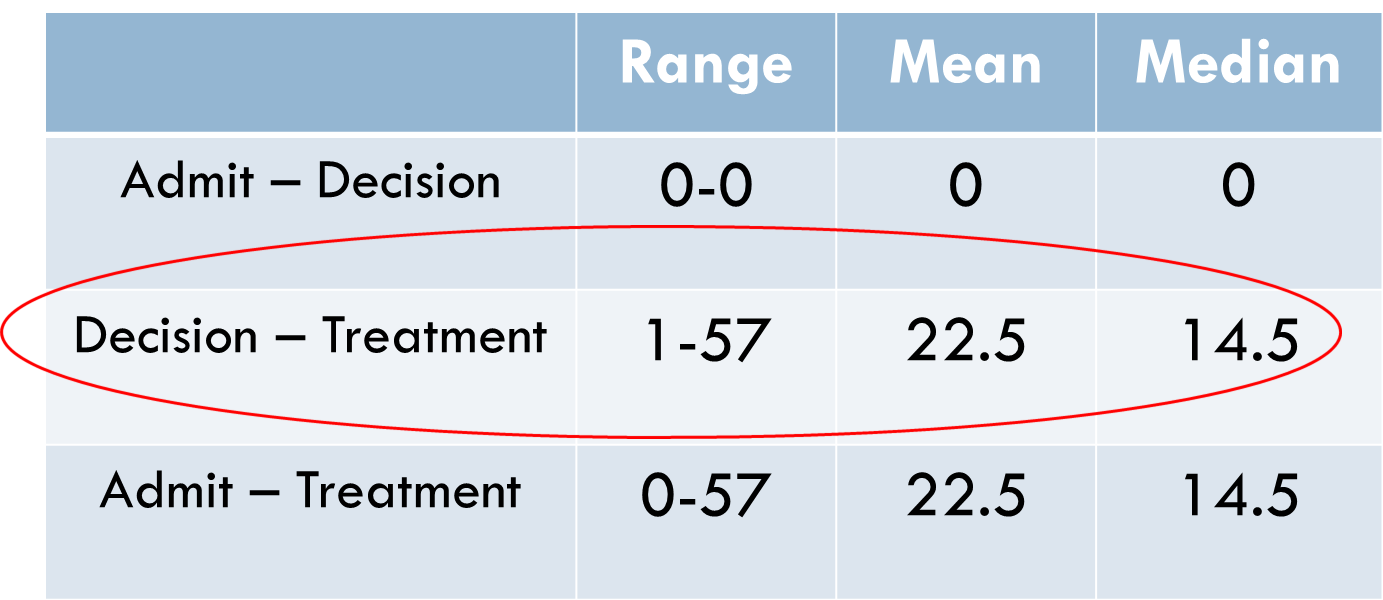 Range Mean Median
Admit – Decision 0-0 0 0
Decision – Treatment 1-57 22.5 14.5
Admit – Treatment 0-57 22.5 14.5